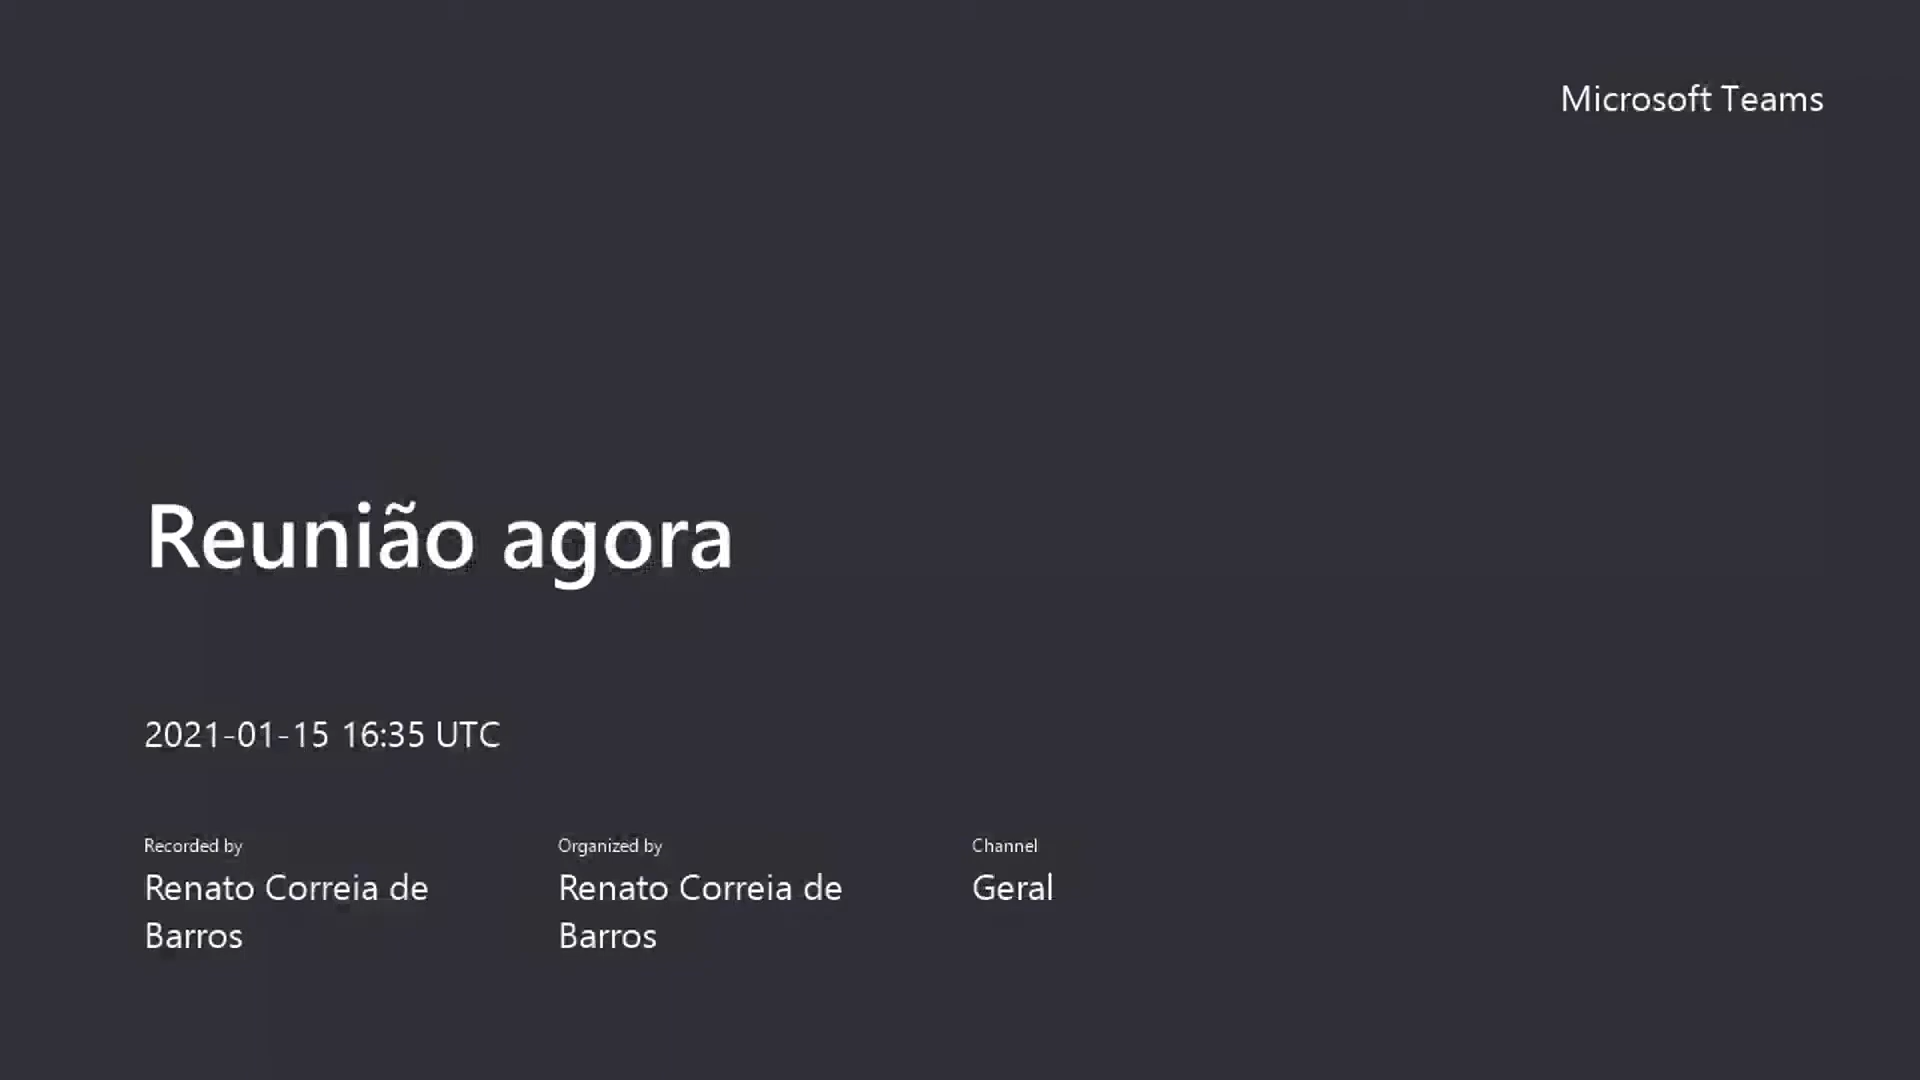 Microsoft Teams
Reunião agora
2021-01-15 16:35 UTC
Recorded by
Renato Correia de
Barros
Organized by
Renato Correia de
Barros
Channel
Geral